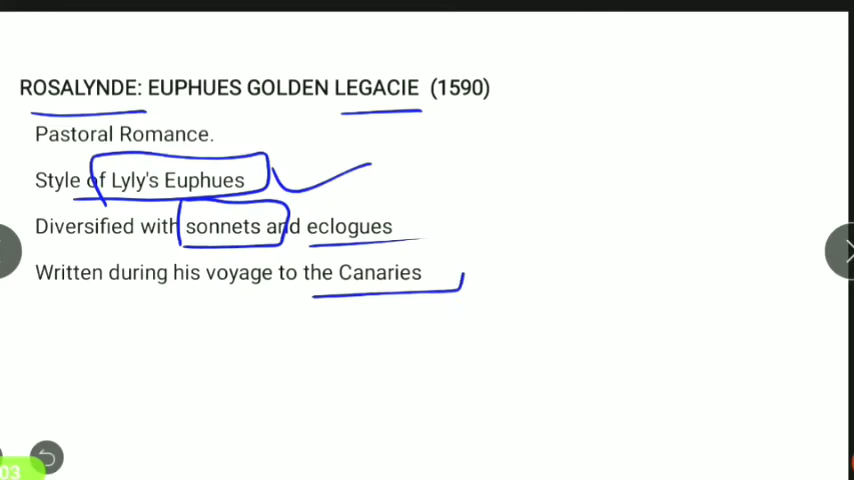 ROSALYNDE: EUPHUES GOLDEN LEGACIE (1590)
Pastoral Romance.
Style of Lyly's Euphues
Diversified with sonnets and eclogues
Written during his voyage to the Canaries
03